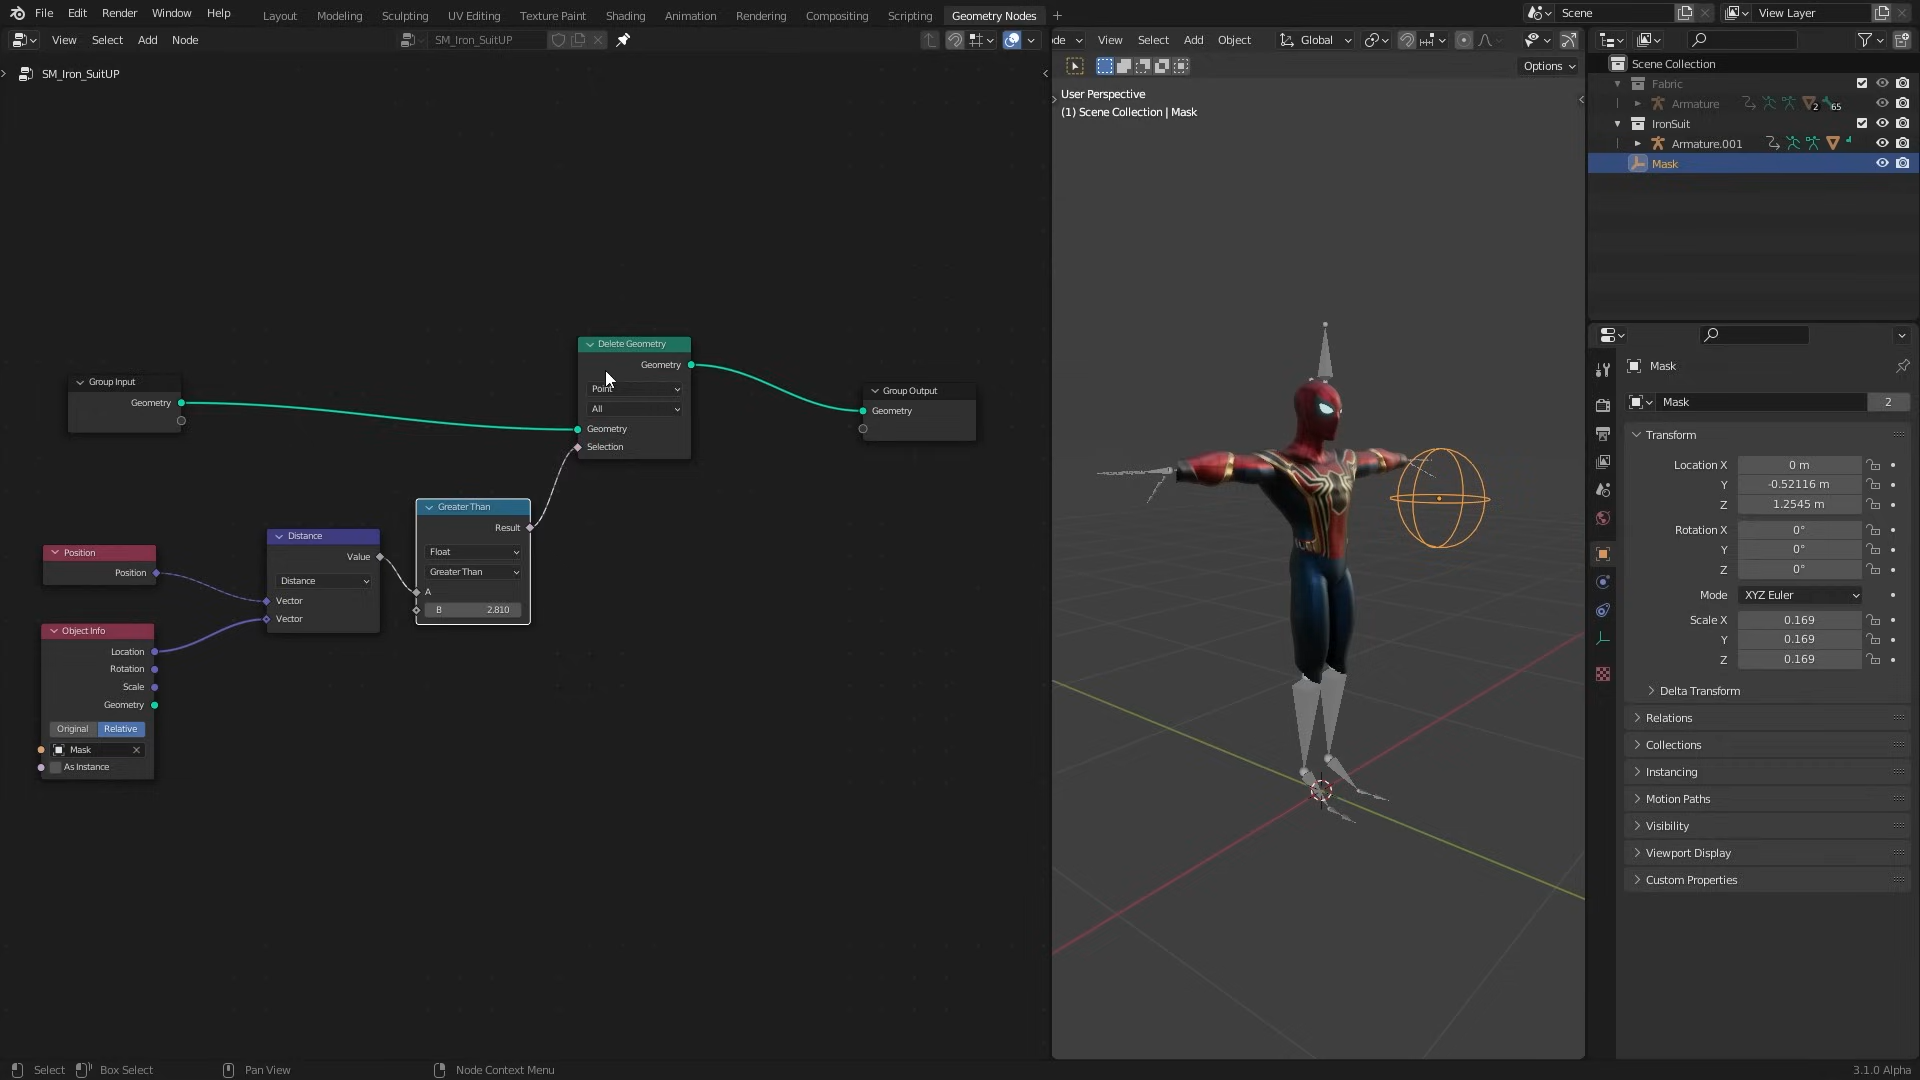 File Edit Render Window Help Layout Modeling Sculpting UV Editing Texture Paint Shading Animation Rendering Compositing Scripting Geometry Nodes + Scene View Layer
View Select Add Node SM_Iron_SuitUP
SM_Iron_SuitUP
Group Input
Geometry
Delete Geometry
Geometry
Point
All
Geometry
Selection
Group Output
Geometry
Greater Than
Result
Float
Greater Than
A
B 2.810
Distance
Value
Distance
Vector
Vector
Position
Position
Object Info
Location
Rotation
Scale
Geometry
Original Relative
Mask
As Instance
de View Select Add Object Global
Options
User Perspective
(1) Scene Collection | Mask
Scene Collection
Fabric
Armature 2 65
IronSuit
Armature.001
Mask
Mask
Mask 2
Transform
Location X 0 m
Y -0.52116 m
Z 1.2545 m
Rotation X 0°
Y 0°
Z 0°
Mode XYZ Euler
Scale X 0.169
Y 0.169
Z 0.169
Delta Transform
Relations
Collections
Instancing
Motion Paths
Visibility
Viewport Display
Custom Properties
Select Box Select Pan View Node Context Menu 3.1.0 Alpha